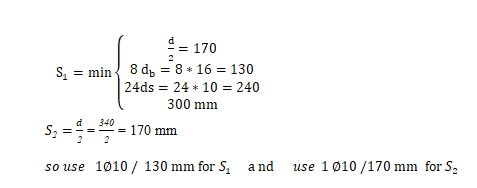 d/2 = 170
S₁ = min { 8 d_b = 8 * 16 = 130
24ds = 24 * 10 = 240
300 mm
S₂ = d/2 = 340/2 = 170 mm
so use 1Ø10 / 130 mm for S₁ and use 1 Ø10 /170 mm for S₂